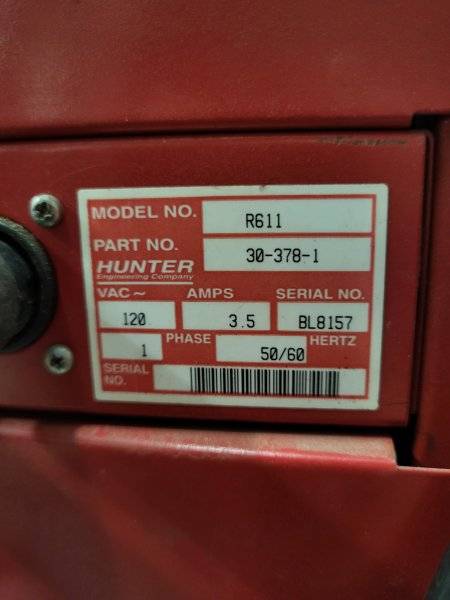 MODEL NO. R611
PART NO. 30-378-1
HUNTER
Engineering Company
VAC ~ AMPS SERIAL NO.
120 3.5 BL8157
1 PHASE 50/60 HERTZ
SERIAL
NO.